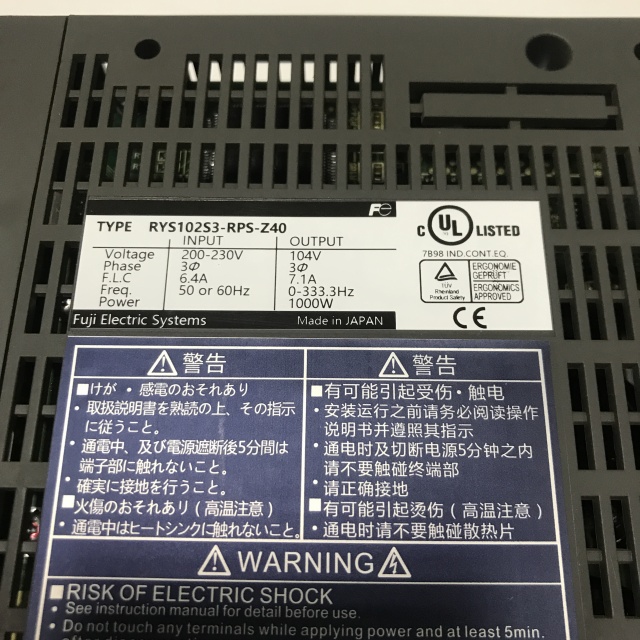 Fe
TYPE RYS102S3-RPS-Z40
INPUT OUTPUT
Voltage 200-230V 104V
Phase 3Φ 3Φ
F.L.C 6.4A 7.1A
Freq. 50 or 60Hz 0-333.3Hz
Power 1000W
Fuji Electric Systems Made in JAPAN
C UL LISTED
7B98 IND.CONT.EQ.
TÜV
Rheinland
Product Safety
ERGONOMIE
GEPRÜFT
ERGONOMICS
APPROVED
CE
警告
■けが・感電のおそれあり
・取扱説明書を熟読の上、その指示
に従うこと。
・通電中、及び電源遮断後5分間は
端子部に触れないこと。
・確実に接地を行うこと。
■火傷のおそれあり(高温注意)
・通電中はヒートシンクに触れないこと。
警告
■有可能引起受伤・触电
・安装运行之前请务必阅读操作
说明书并遵照其指示
・通电时及切断电源5分钟之内
请不要触碰终端部
・请正确接地
■有可能引起烫伤(高温注意)
・通电时请不要触碰散热片
WARNING
■RISK OF ELECTRIC SHOCK
・See instruction manual for detail before use.
・Do not touch any terminals while applying power and at least 5min.